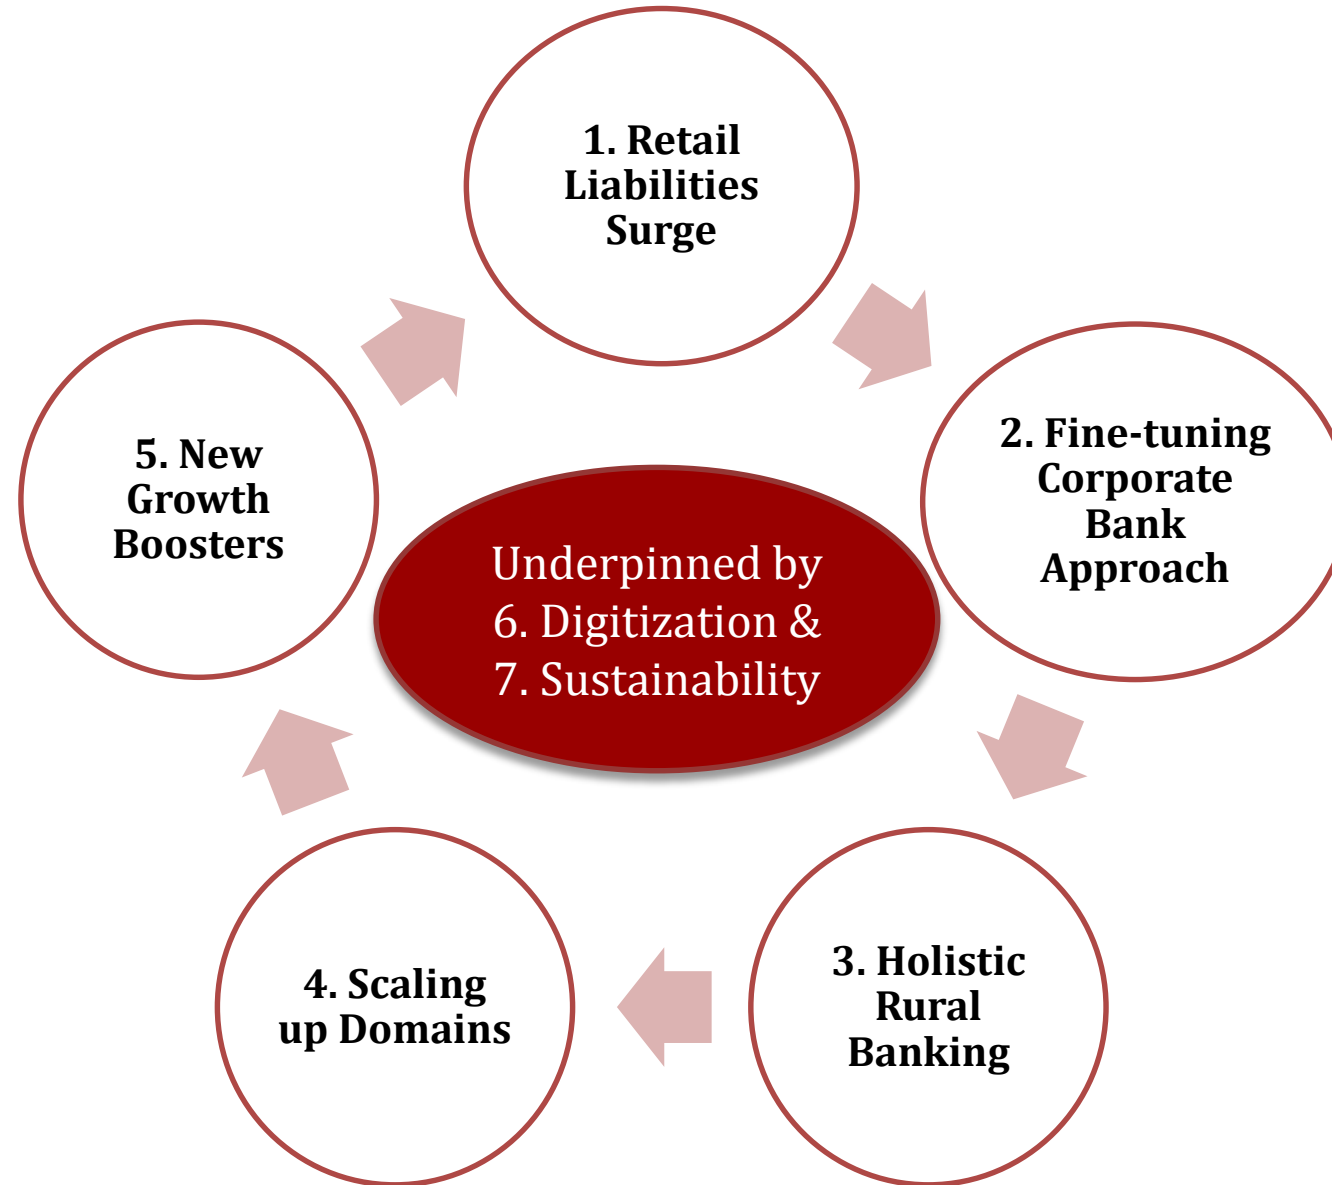 1. Retail
Liabilities
Surge
2. Fine-tuning
Corporate
Bank
Approach
3. Holistic
Rural
Banking
4. Scaling
up Domains
5. New
Growth
Boosters
Underpinned by
6. Digitization &
7. Sustainability